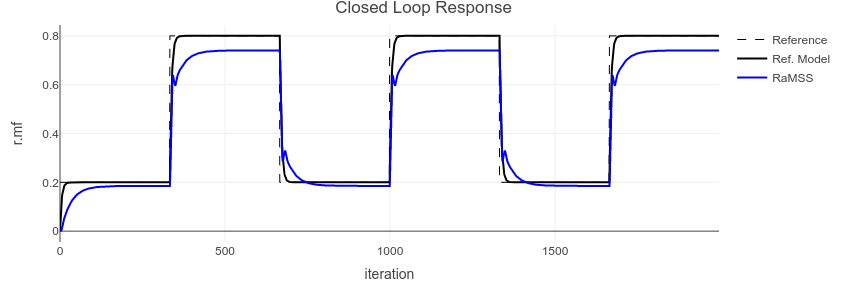 Closed Loop Response
r.mf
0.8
0.6
0.4
0.2
0
0
500
1000
1500
iteration
Reference
Ref. Model
RaMSS